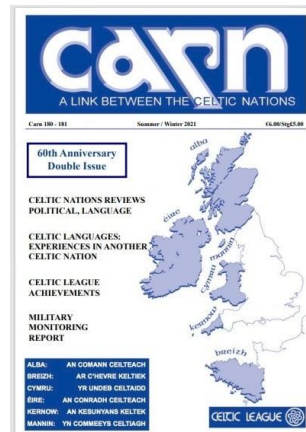 carn
A LINK BETWEEN THE CELTIC NATIONS
Carn 180 - 181 Summer / Winter 2021 €6.00/Stg£5.00
60th Anniversary
Double Issue
CELTIC NATIONS REVIEWS
POLITICAL, LANGUAGE
CELTIC LANGUAGES:
EXPERIENCES IN ANOTHER
CELTIC NATION
CELTIC LEAGUE
ACHIEVEMENTS
MILITARY
MONITORING
REPORT
alba
éire
mannin
cymru
kernow
breizh
ALBA: AN COMANN CEILTEACH
BREIZH: AR C'HEVRE KELTIEK
CYMRU: YR UNDEB CELTAIDD
ÉIRE: AN CONRADH CEILTEACH
KERNOW: AN KESUNYANS KELTEK
MANNIN: YN COMMEEYS CELTIAGH
CELTIC LEAGUE